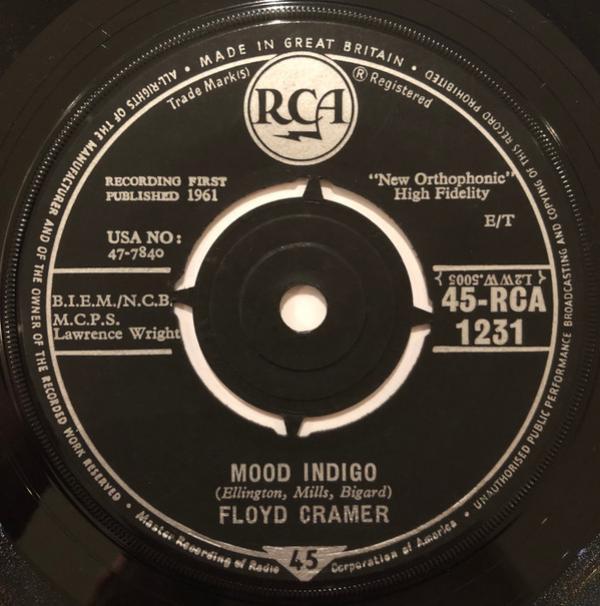 ALL-RIGHTS OF THE MANUFACTURER AND OF THE OWNER OF THE RECORDED WORK RESERVED • MADE IN GREAT BRITAIN • UNAUTHORISED PUBLIC PERFORMANCE BROADCASTING AND COPYING OF THIS RECORD PROHIBITED
Trade Mark(s) ® Registered
RCA
RECORDING FIRST
PUBLISHED 1961
"New Orthophonic"
High Fidelity
E/T
USA NO:
47-7840
B.I.E.M./N.C.B.
M.C.P.S.
Lawrence Wright
L2WW.5005
45-RCA
1231
MOOD INDIGO
(Ellington, Mills, Bigard)
FLOYD CRAMER
• Master Recording of Radio Corporation of America •
45